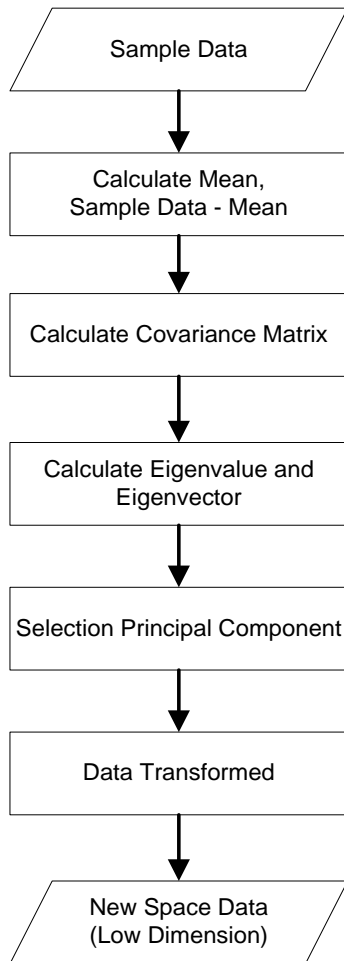 Sample Data
Calculate Mean,
Sample Data - Mean
Calculate Covariance Matrix
Calculate Eigenvalue and
Eigenvector
Selection Principal Component
Data Transformed
New Space Data
(Low Dimension)